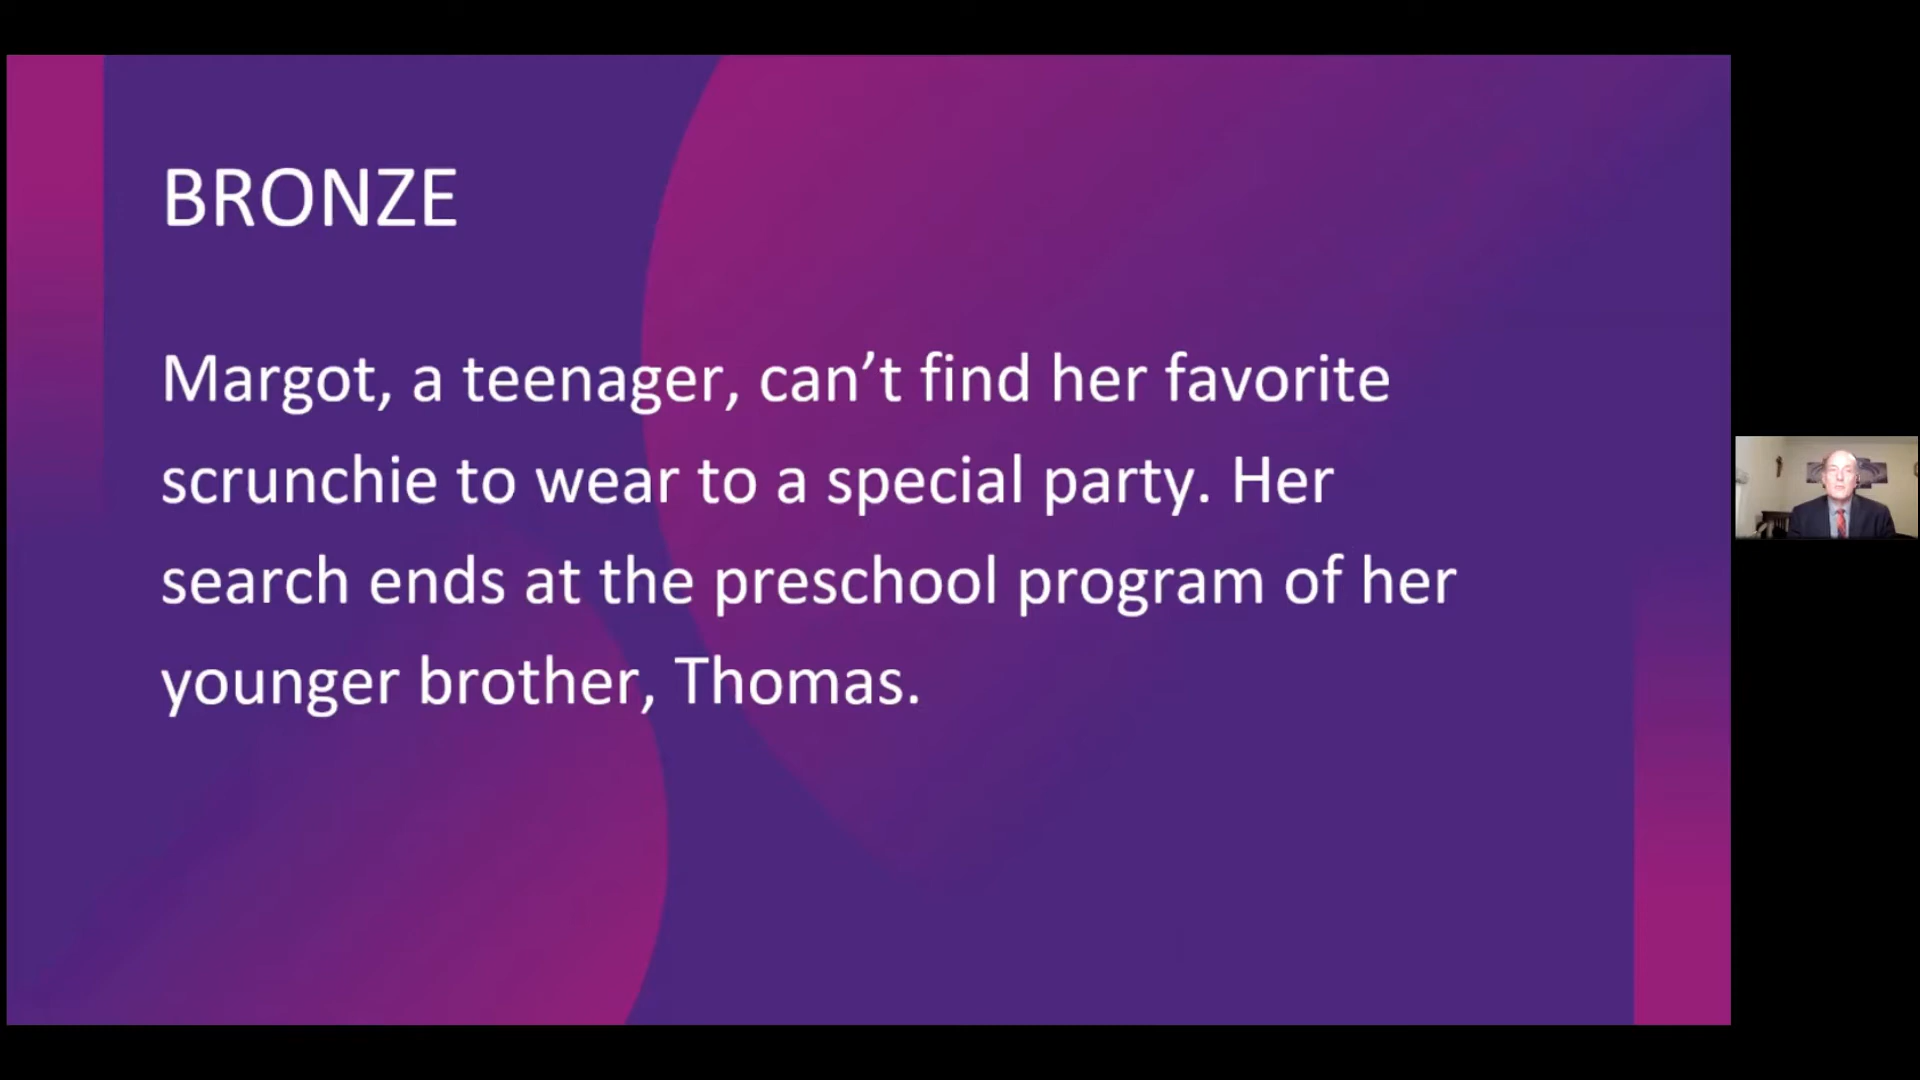 BRONZE
Margot, a teenager, can’t find her favorite
scrunchie to wear to a special party. Her
search ends at the preschool program of her
younger brother, Thomas.